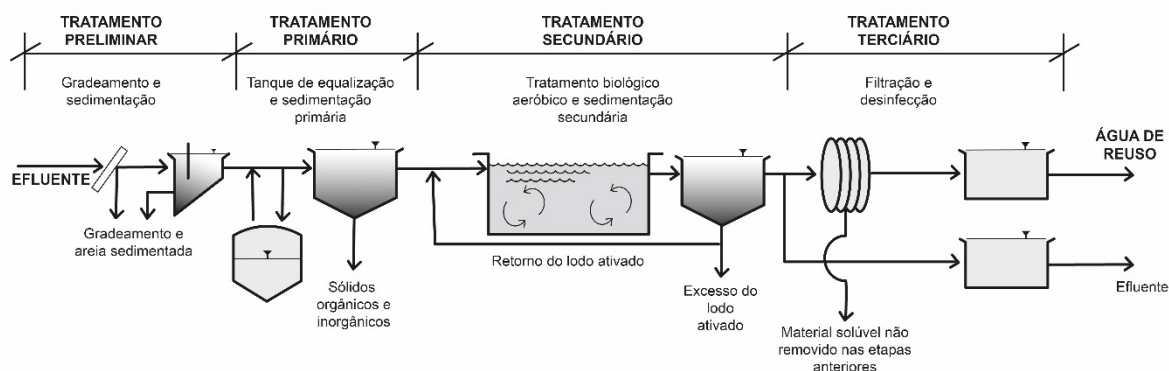 TRATAMENTO
PRELIMINAR
TRATAMENTO
PRIMÁRIO
TRATAMENTO
SECUNDÁRIO
TRATAMENTO
TERCIÁRIO
Gradeamento e
sedimentação
Tanque de equalização
e sedimentação
primária
Tratamento biológico
aeróbico e sedimentação
secundária
Filtração e
desinfecção
EFLUENTE
ÁGUA DE
REUSO
Gradeamento e
areia sedimentada
Sólidos
orgânicos e
inorgânicos
Retorno do lodo ativado
Excesso do
lodo
ativado
Material solúvel não
removido nas etapas
anteriores
Efluente